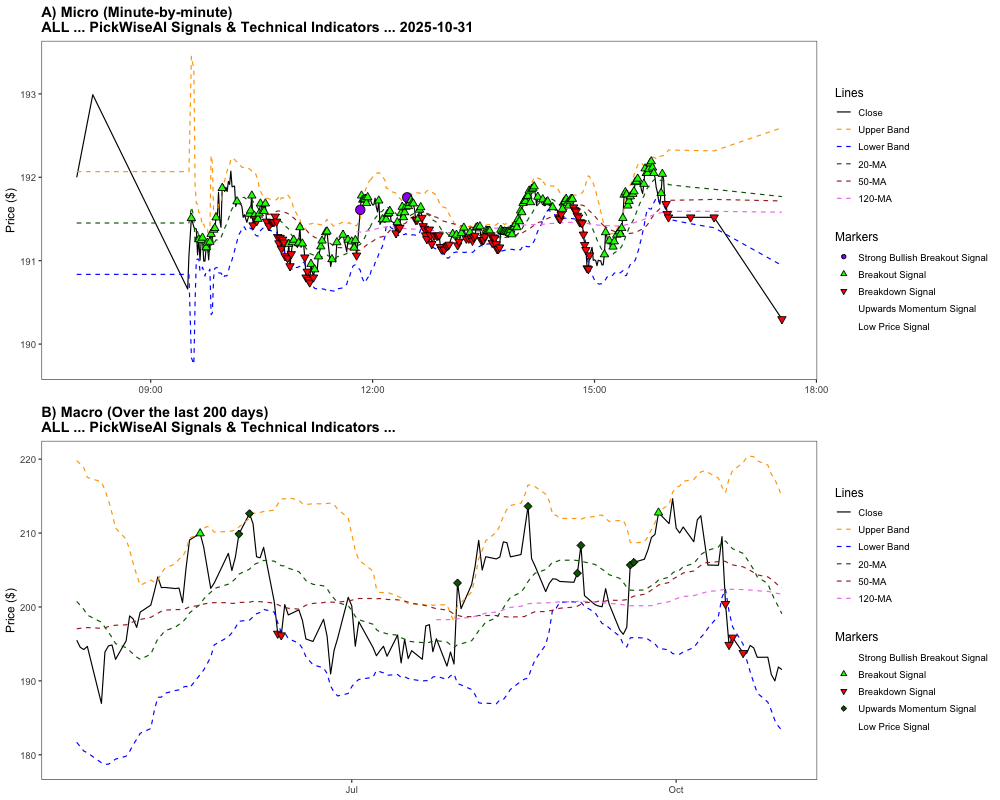 A) Micro (Minute-by-minute)
ALL ... PickWiseAI Signals & Technical Indicators ... 2025-10-31
Price ($)
193
192
191
190
09:00
12:00
15:00
18:00
Lines
Close
Upper Band
Lower Band
20-MA
50-MA
120-MA
Markers
Strong Bullish Breakout Signal
Breakout Signal
Breakdown Signal
Upwards Momentum Signal
Low Price Signal
B) Macro (Over the last 200 days)
ALL ... PickWiseAI Signals & Technical Indicators ...
Price ($)
220
210
200
190
180
Jul
Oct
Lines
Close
Upper Band
Lower Band
20-MA
50-MA
120-MA
Markers
Strong Bullish Breakout Signal
Breakout Signal
Breakdown Signal
Upwards Momentum Signal
Low Price Signal